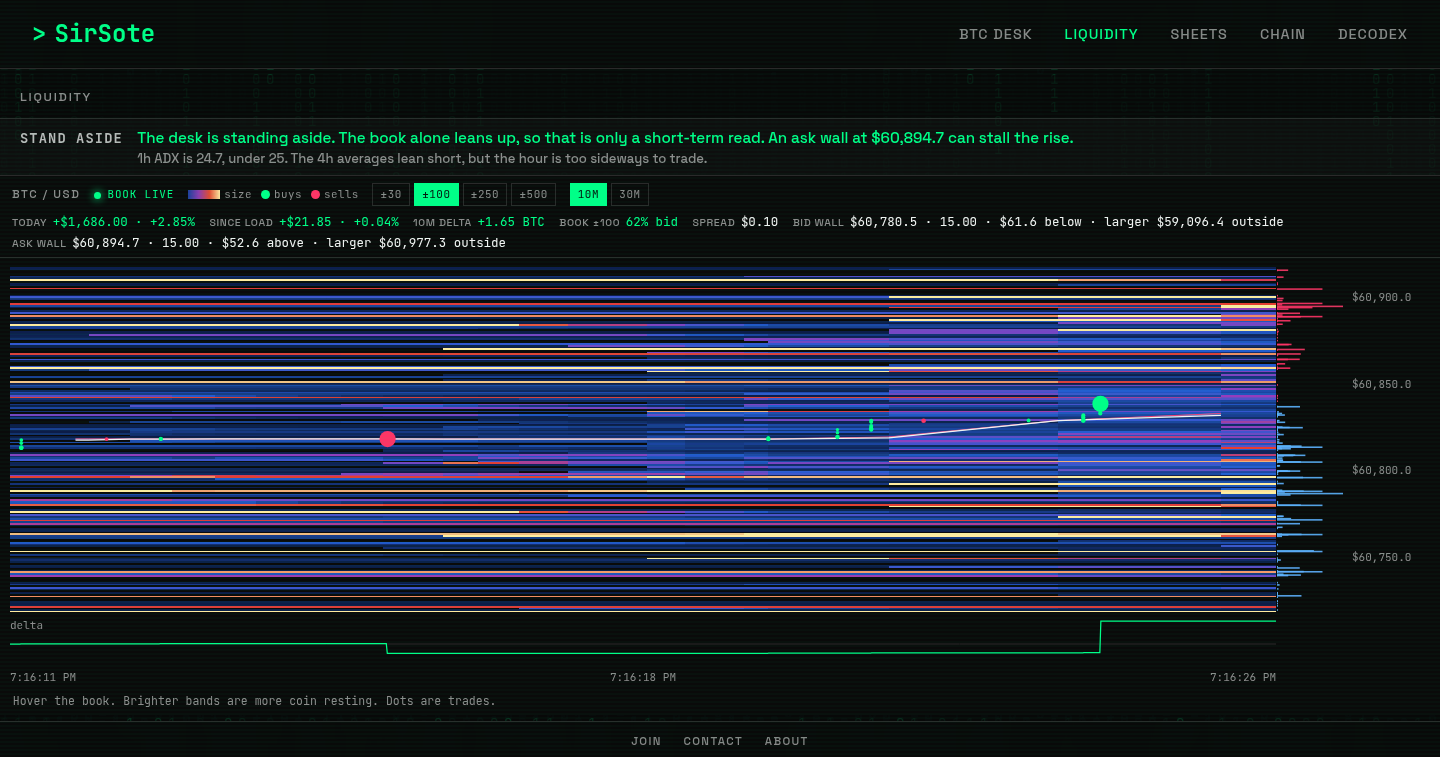 > SirSote
BTC DESK LIQUIDITY SHEETS CHAIN DECODEX
LIQUIDITY
STAND ASIDE The desk is standing aside. The book alone leans up, so that is only a short-term read. An ask wall at $60,894.7 can stall the rise.
1h ADX is 24.7, under 25. The 4h averages lean short, but the hour is too sideways to trade.
BTC / USD BOOK LIVE size buys sells ±30 ±100 ±250 ±500 10M 30M
TODAY +$1,686.00 · +2.85% SINCE LOAD +$21.85 · +0.04% 10M DELTA +1.65 BTC BOOK ±100 62% bid SPREAD $0.10 BID WALL $60,780.5 · 15.00 · $61.6 below · larger $59,096.4 outside
ASK WALL $60,894.7 · 15.00 · $52.6 above · larger $60,977.3 outside
$60,900.0
$60,850.0
$60,800.0
$60,750.0
delta
7:16:11 PM 7:16:18 PM 7:16:26 PM
Hover the book. Brighter bands are more coin resting. Dots are trades.
JOIN CONTACT ABOUT